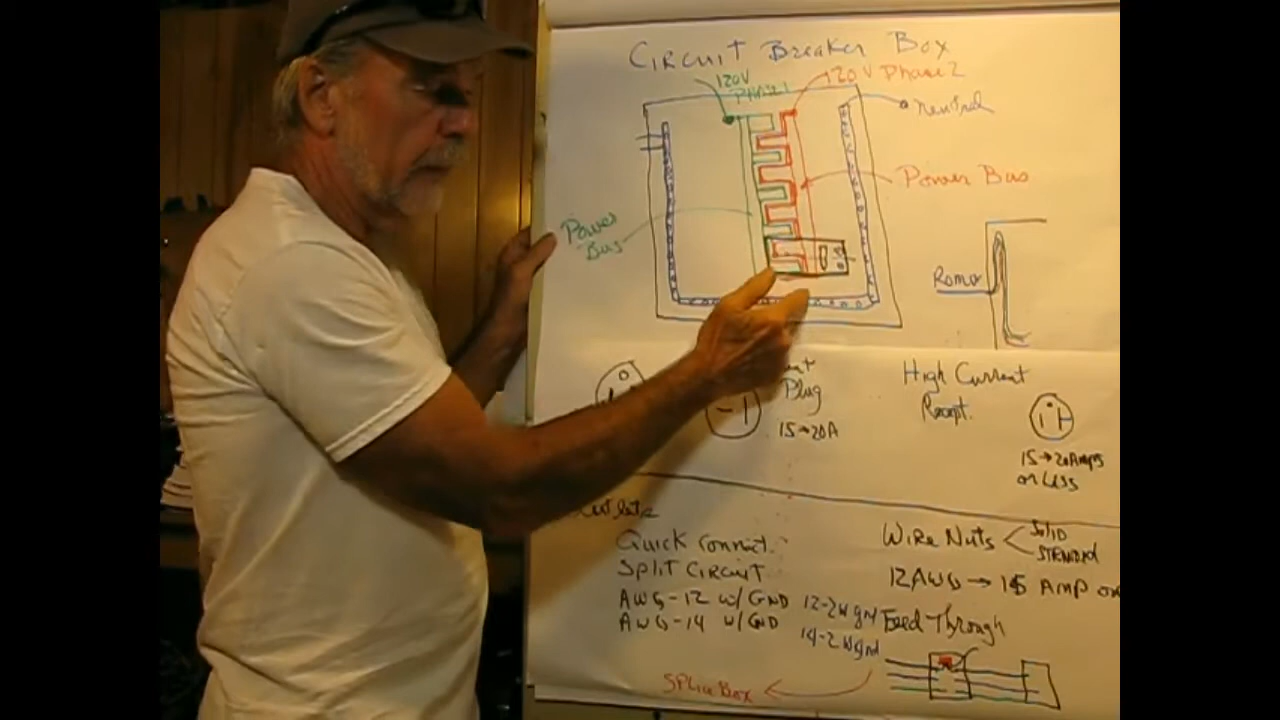 CIRCUIT Breaker Box
120V
PHASE 1
120 V Phase 2
neutral
Power Bus
Power
Bus
Romex
Plug
15→20A
High Current
Recept.
15→20Amps
or Less
Quick Connect.
Split CIRCUIT
AWG-12 w/GND
AWG-14 w/GND
12-2 W gnd
14-2 W gnd
Wire Nuts
SOLID
STRANDED
12AWG → 15 AMP or
Feed Through
Splice Box